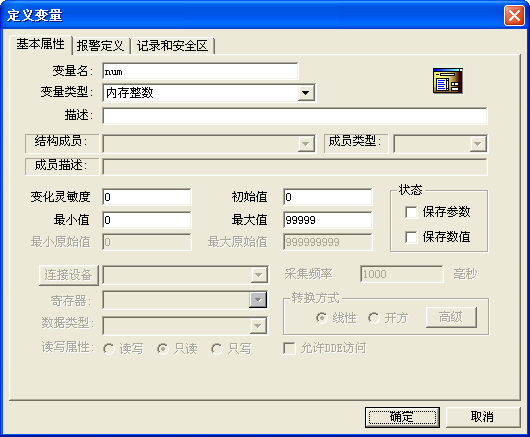 定义变量
基本属性 报警定义 记录和安全区
变量名: num
变量类型: 内存整数
描述:
结构成员: 成员类型:
成员描述:
变化灵敏度 0 初始值 0 状态
最小值 0 最大值 99999 保存参数
最小原始值 0 最大原始值 999999999 保存数值
连接设备 采集频率 1000 毫秒
寄存器: 转换方式
数据类型: 线性 开方 高级
读写属性: 读写 只读 只写 允许DDE访问
确定 取消